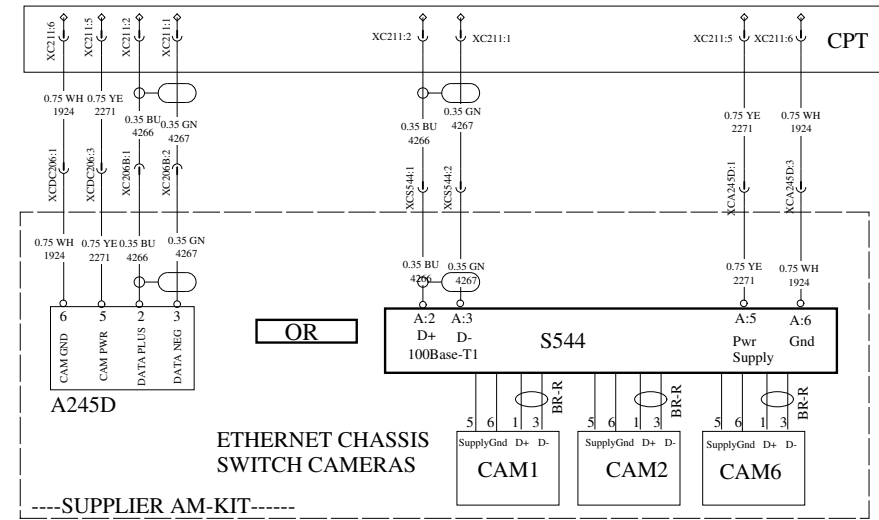 XC211:6
XC211:5
XC211:2
XC211:1
XC211:2
XC211:1
XC211:5
XC211:6
CPT
0.75 WH
1924
0.75 YE
2271
0.35 BU
4266
0.35 GN
4267
0.35 BU
4266
0.35 GN
4267
0.75 YE
2271
0.75 WH
1924
XCDC206:1
XCDC206:3
XC206B:1
XC206B:2
XCS544:1
XCS544:2
XCA245D:1
XCA245D:3
0.75 WH
1924
0.75 YE
2271
0.35 BU
4266
0.35 GN
4267
0.35 BU
4266
0.35 GN
4267
0.75 YE
2271
0.75 WH
1924
6
5
2
3
CAM GND
CAM PWR
DATA PLUS
DATA NEG
A245D
OR
A:2
D+
A:3
D-
100Base-T1
S544
A:5
Pwr
Supply
A:6
Gnd
5 6 1 3
BR-R
5 6 1 3
BR-R
5 6 1 3
BR-R
Supply Gnd D+ D-
CAM1
Supply Gnd D+ D-
CAM2
Supply Gnd D+ D-
CAM6
ETHERNET CHASSIS
SWITCH CAMERAS
----SUPPLIER AM-KIT------